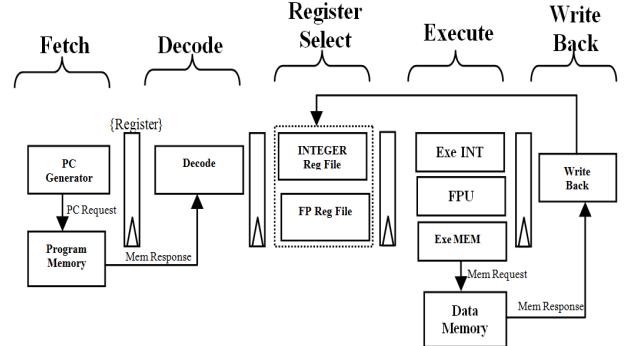 Fetch
Decode
Register
Select
Execute
Write
Back
{Register}
PC
Generator
PC Request
Program
Memory
Mem Response
Decode
INTEGER
Reg File
FP Reg File
Exe INT
FPU
Exe MEM
Mem Request
Data
Memory
Mem Response
Write
Back